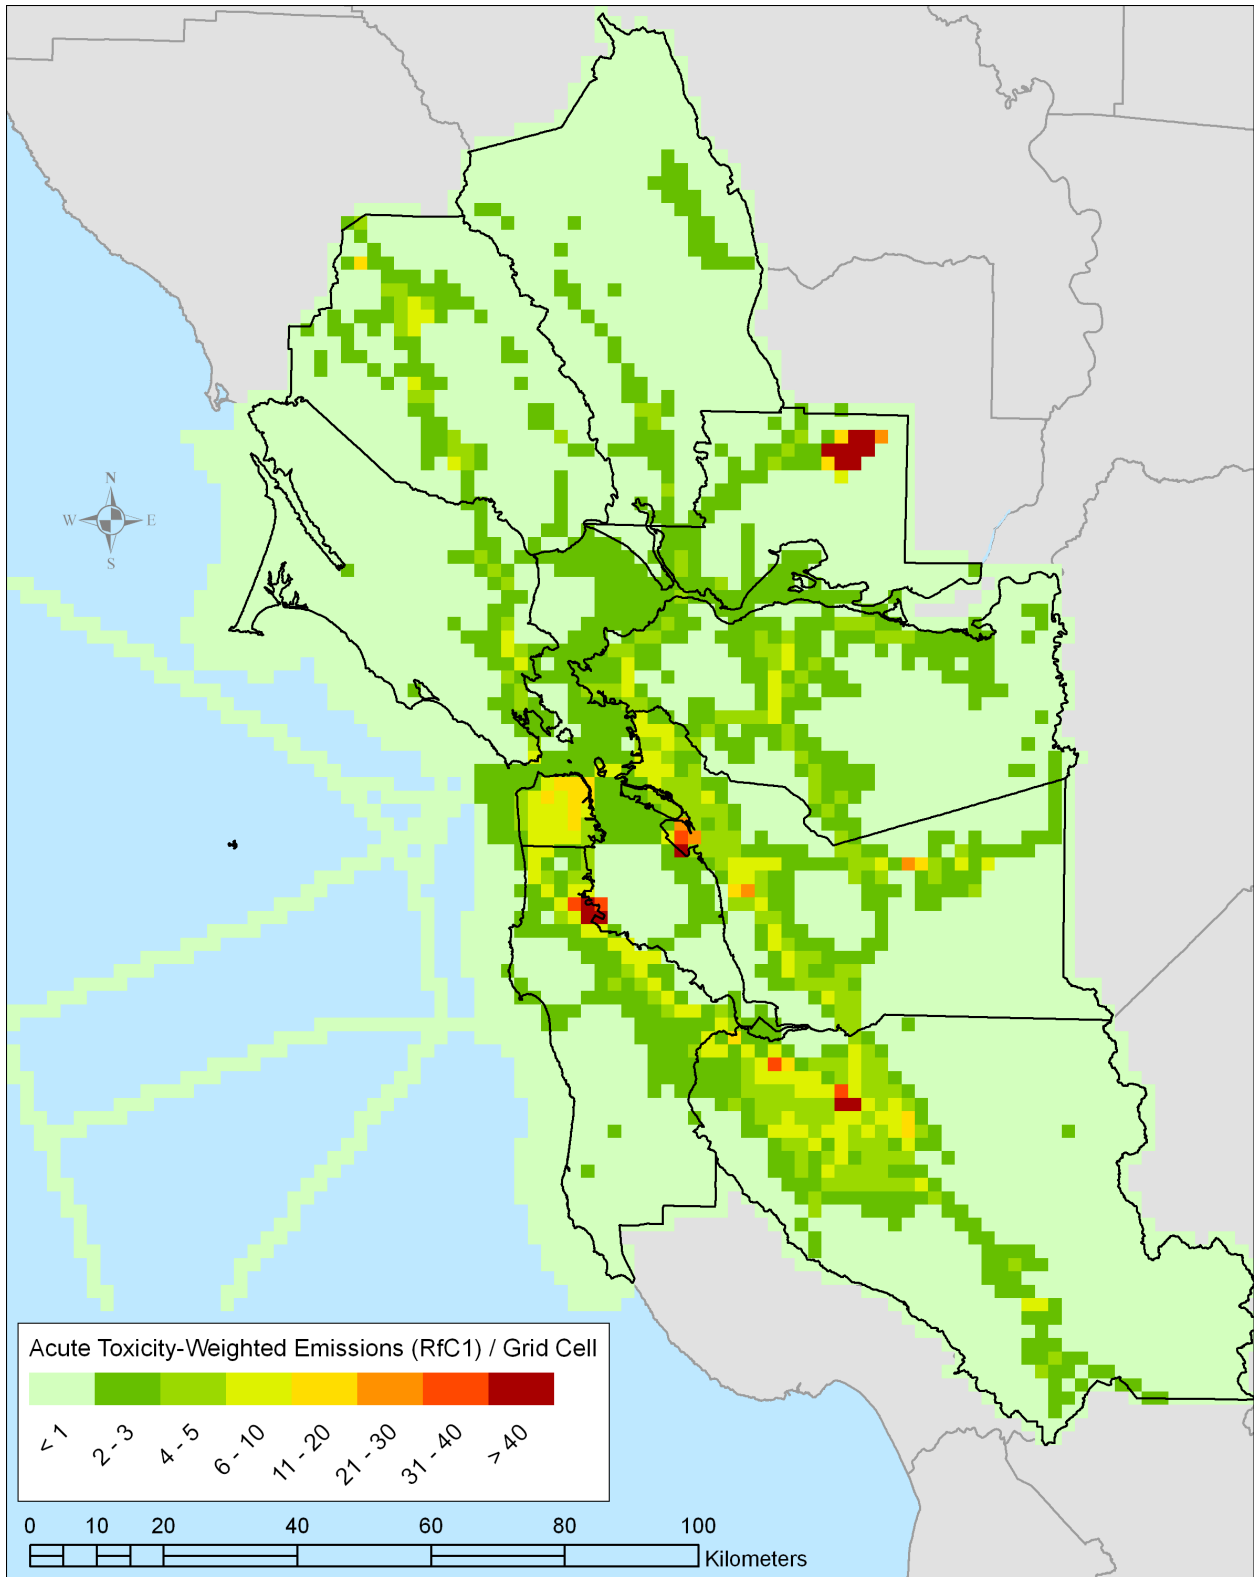 N
W E
S
Acute Toxicity-Weighted Emissions (RfC1) / Grid Cell
< 1 2 - 3 4 - 5 6 - 10 11 - 20 21 - 30 31 - 40 > 40
0 10 20 40 60 80 100
Kilometers